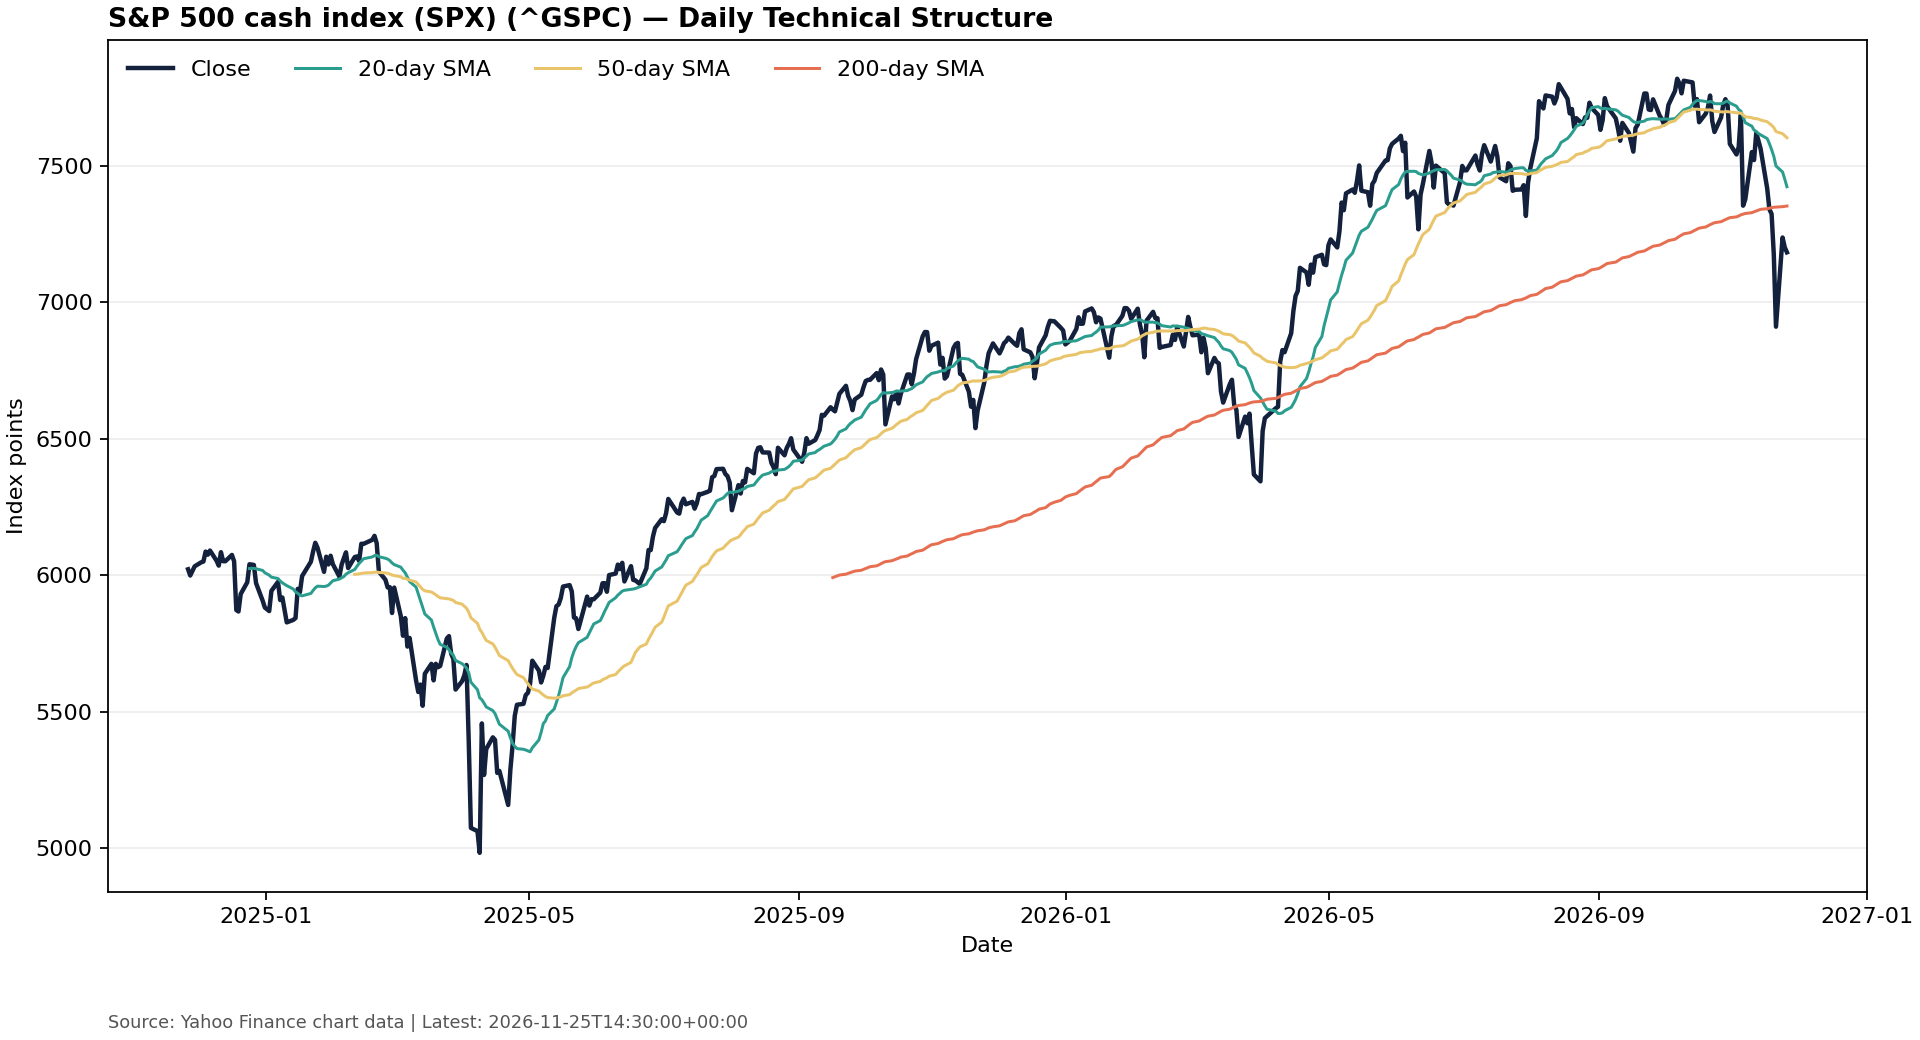 S&P 500 cash index (SPX) (^GSPC) — Daily Technical Structure
Close
20-day SMA
50-day SMA
200-day SMA
7500
7000
6500
6000
5500
5000
Index points
2025-01
2025-05
2025-09
2026-01
2026-05
2026-09
2027-01
Date
Source: Yahoo Finance chart data | Latest: 2026-11-25T14:30:00+00:00